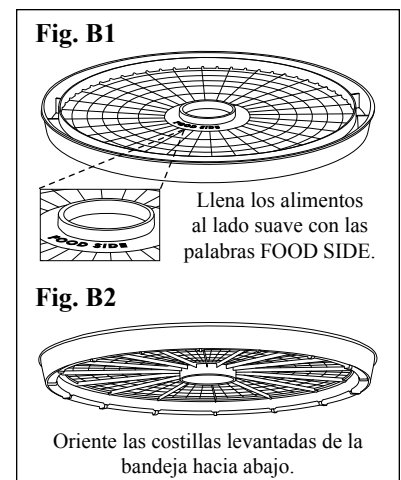 Fig. B1
FOOD SIDE
FOOD SIDE
Llena los alimentos
al lado suave con las
palabras FOOD SIDE.
Fig. B2
Oriente las costillas levantadas de la
bandeja hacia abajo.